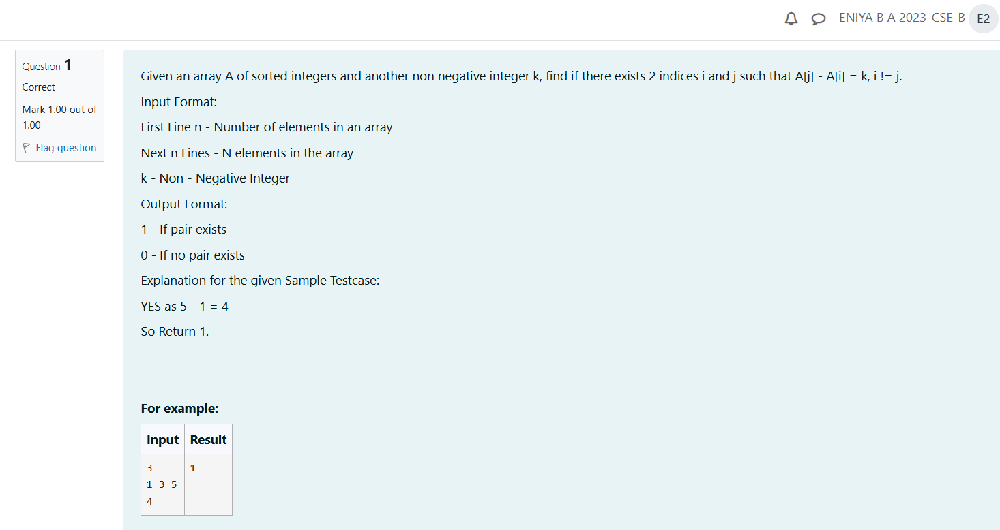 ENIYA B A 2023-CSE-B E2
Question 1
Correct
Mark 1.00 out of
1.00
Flag question
Given an array A of sorted integers and another non negative integer k, find if there exists 2 indices i and j such that A[j] - A[i] = k, i != j.
Input Format:
First Line n - Number of elements in an array
Next n Lines - N elements in the array
k - Non - Negative Integer
Output Format:
1 - If pair exists
0 - If no pair exists
Explanation for the given Sample Testcase:
YES as 5 - 1 = 4
So Return 1.
For example:
Input Result
3 1
1 3 5
4